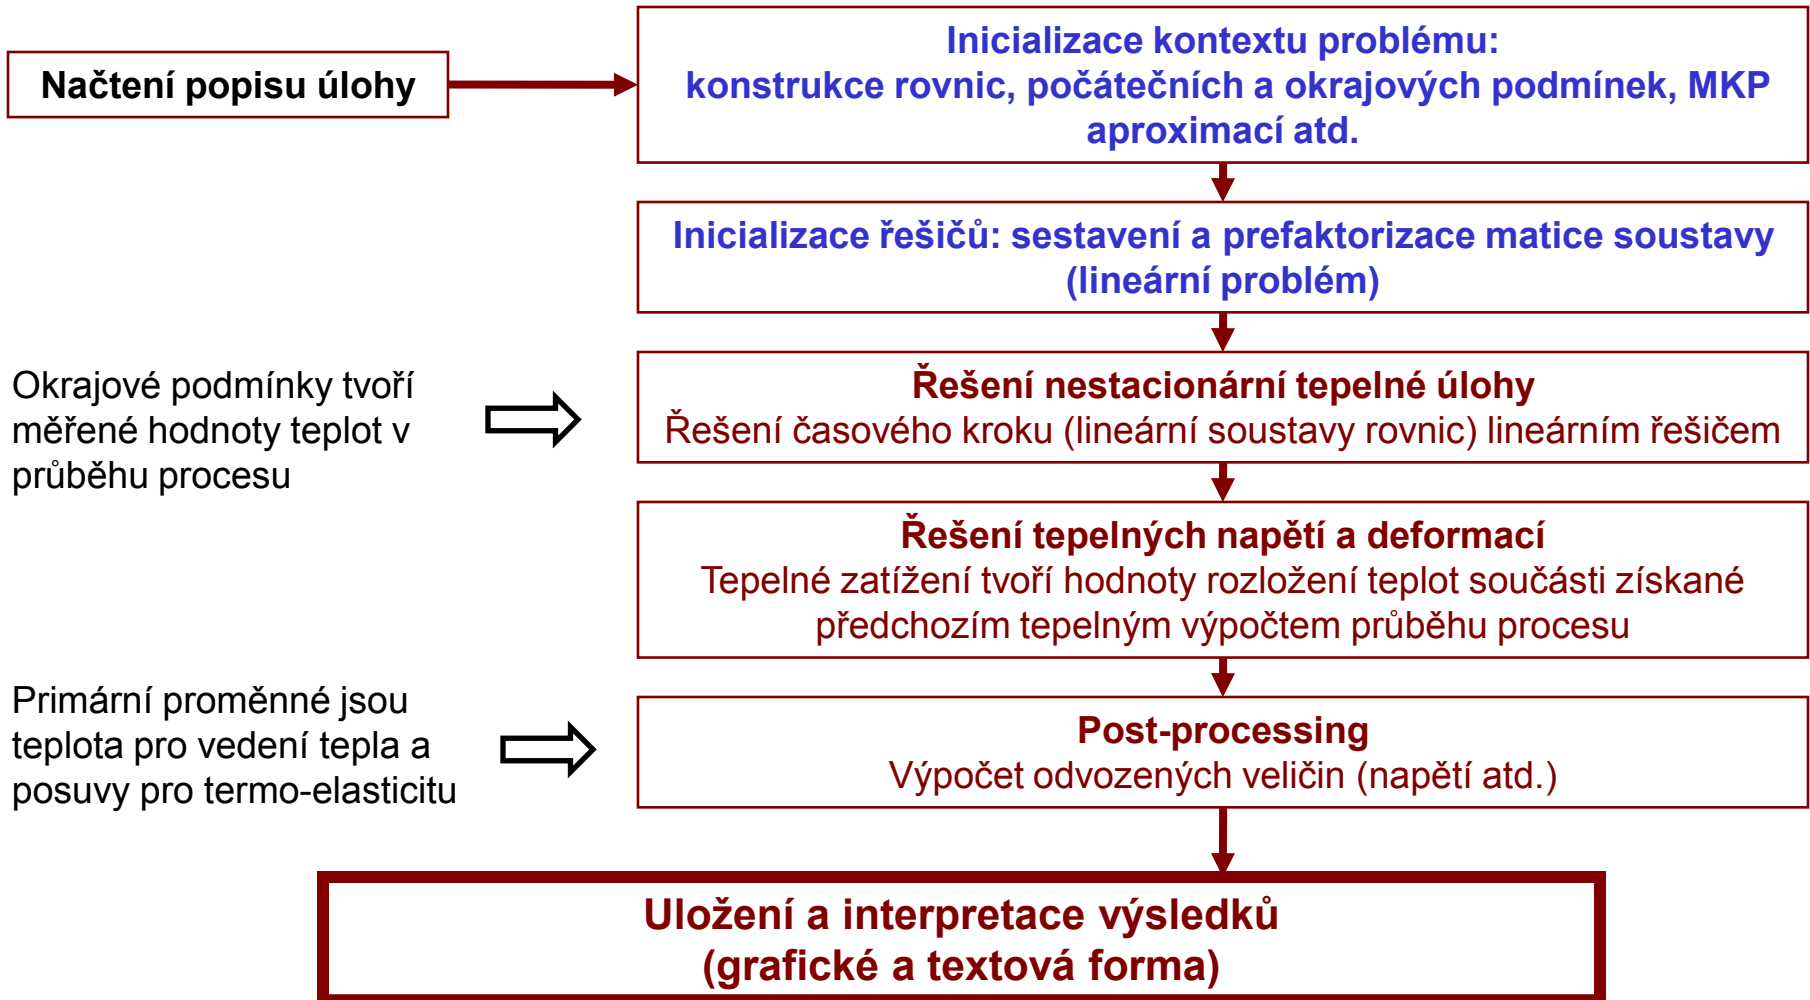 Načtení popisu úlohy
Inicializace kontextu problému:
konstrukce rovnic, počátečních a okrajových podmínek, MKP
aproximací atd.
Inicializace řešičů: sestavení a prefaktorizace matice soustavy
(lineární problém)
Okrajové podmínky tvoří
měřené hodnoty teplot v
průběhu procesu
Řešení nestacionární tepelné úlohy
Řešení časového kroku (lineární soustavy rovnic) lineárním řešičem
Řešení tepelných napětí a deformací
Tepelné zatížení tvoří hodnoty rozložení teplot součásti získané
předchozím tepelným výpočtem průběhu procesu
Primární proměnné jsou
teplota pro vedení tepla a
posuvy pro termo-elasticitu
Post-processing
Výpočet odvozených veličin (napětí atd.)
Uložení a interpretace výsledků
(grafické a textová forma)